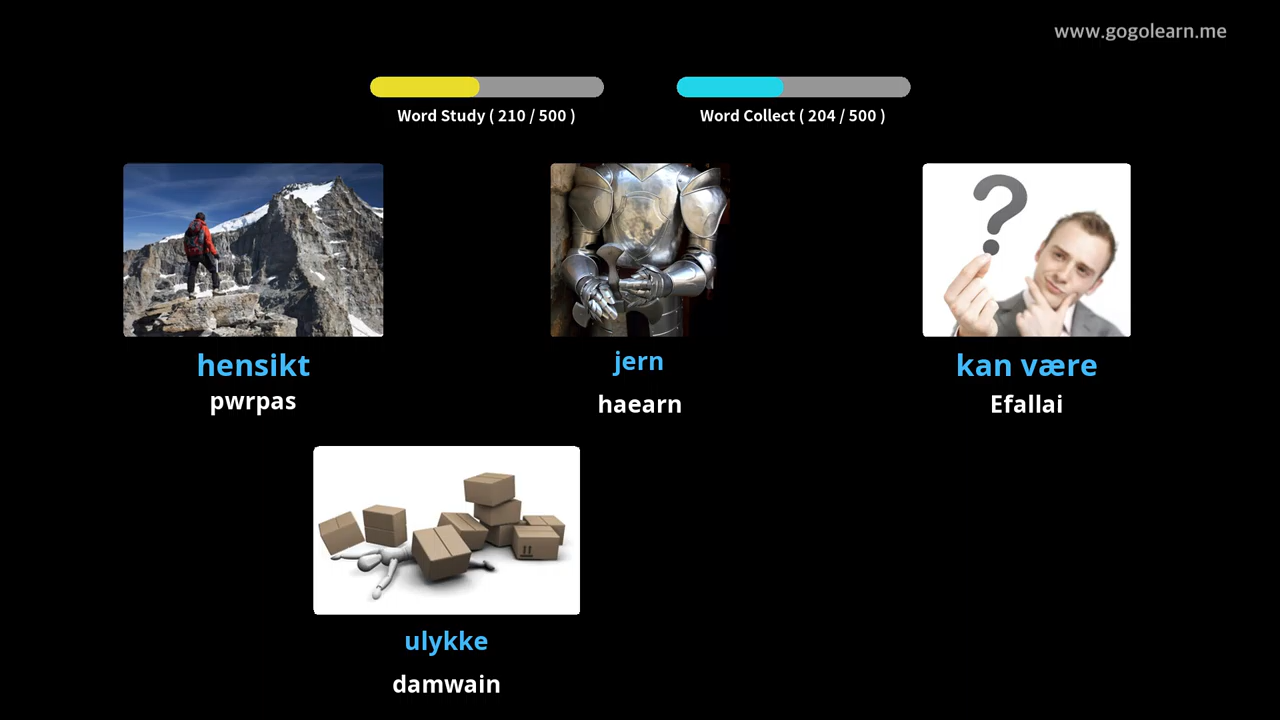 www.gogolearn.me
Word Study ( 210 / 500 )
Word Collect ( 204 / 500 )
hensikt
pwrpas
jern
haearn
kan være
Efallai
ulykke
damwain